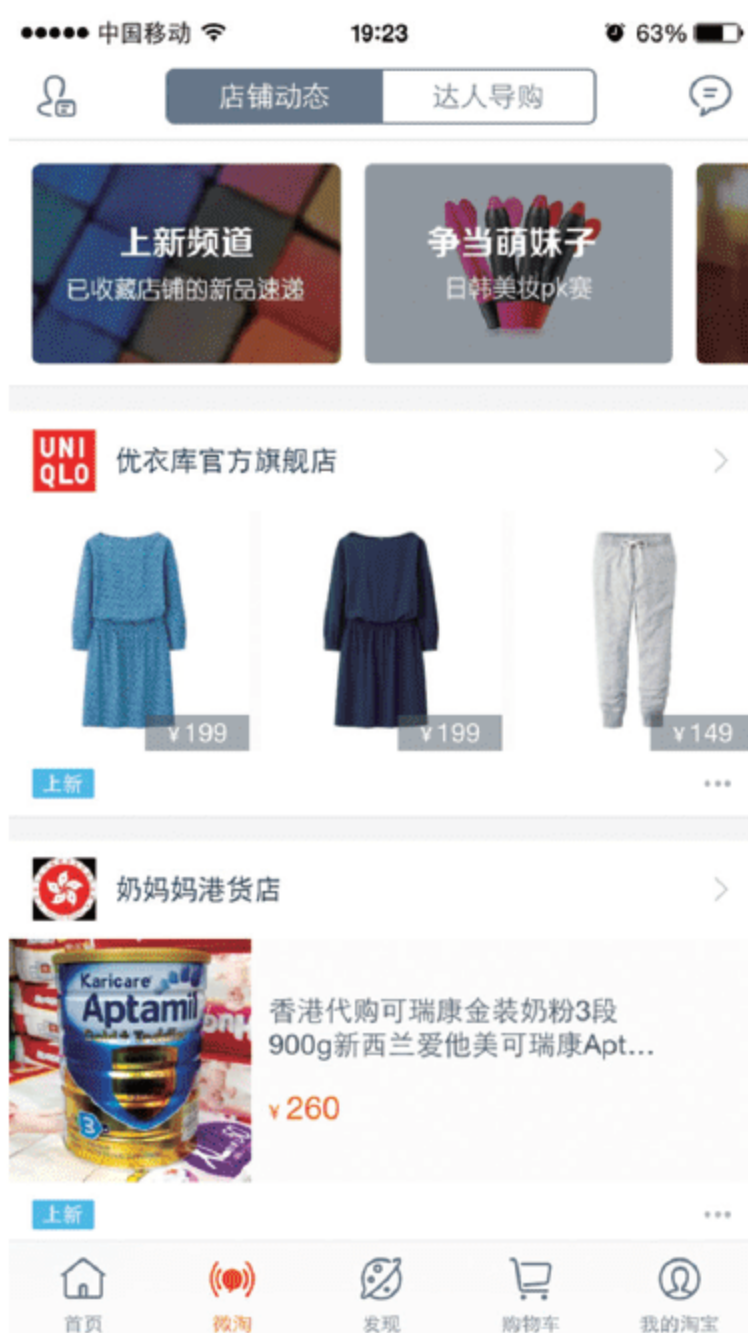 中国移动 19:23 63%
店铺动态 达人导购
上新频道
已收藏店铺的新品速递
争当萌妹子
日韩美妆pk赛
UNI
QLO
优衣库官方旗舰店
¥199 ¥199 ¥149
上新
奶妈妈港货店
Karicare
Aptamil
3
香港代购可瑞康金装奶粉3段
900g新西兰爱他美可瑞康Apt...
¥260
上新
首页 微淘 发现 购物车 我的淘宝